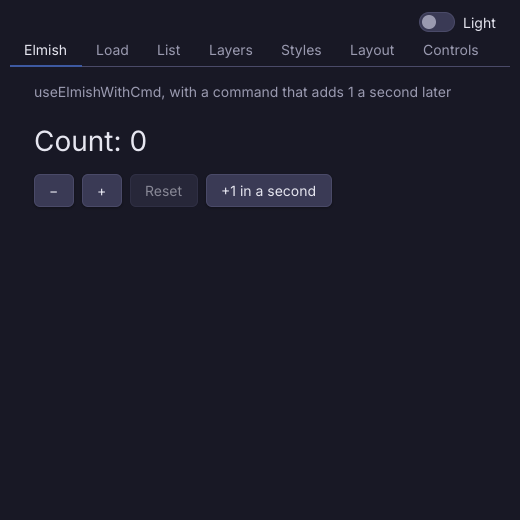 Light
Elmish Load List Layers Styles Layout Controls
useElmishWithCmd, with a command that adds 1 a second later
Count: 0
− + Reset +1 in a second